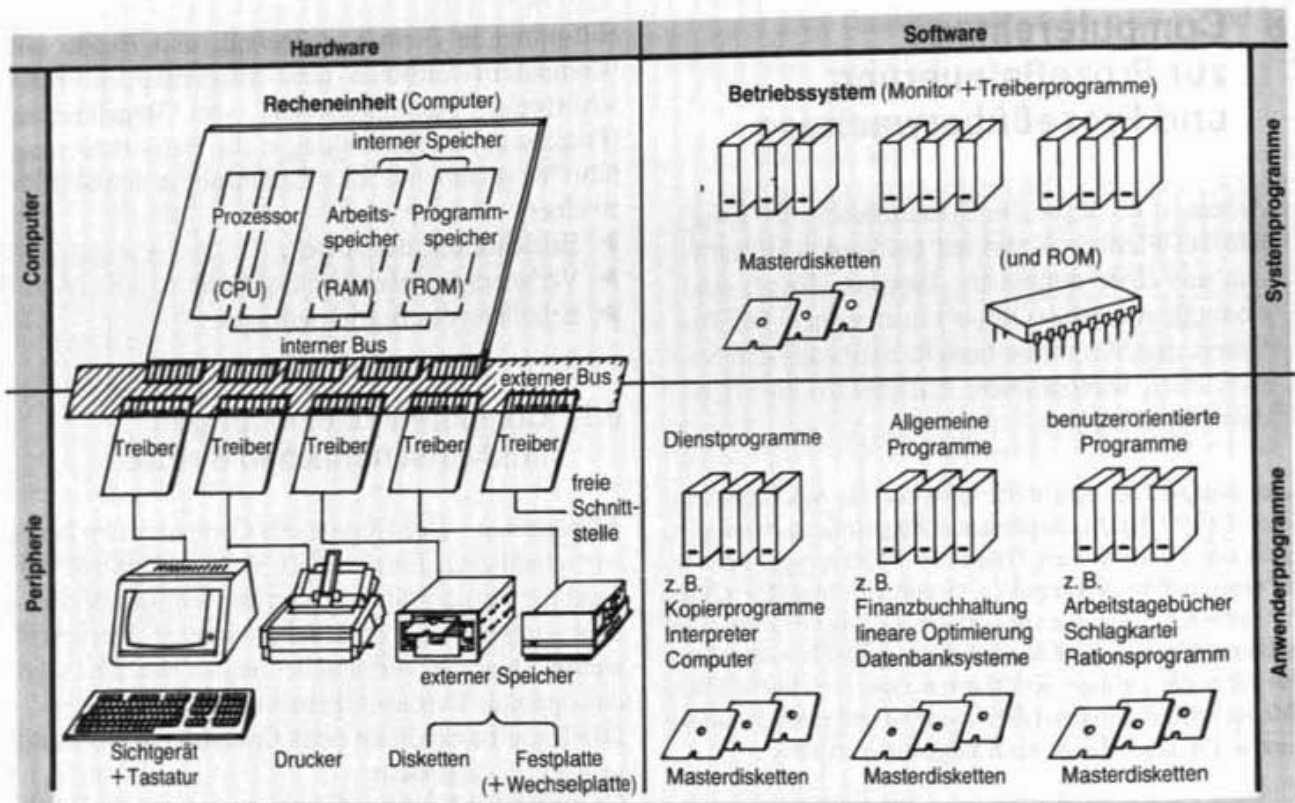 Hardware
Software
Computer
Peripherie
Recheneinheit (Computer)
interner Speicher
Prozessor
Arbeits-
speicher
Programm-
speicher
(CPU)
(RAM)
(ROM)
interner Bus
externer Bus
Treiber
Treiber
Treiber
Treiber
Treiber
freie
Schnitt-
stelle
externer Speicher
Sichtgerät
+Tastatur
Drucker
Disketten
Festplatte
(+Wechselplatte)
Betriebssystem (Monitor+Treiberprogramme)
Masterdisketten
(und ROM)
Systemprogramme
Dienstprogramme
Allgemeine
Programme
benutzerorientierte
Programme
z. B.
Kopierprogramme
Interpreter
Computer
z. B.
Finanzbuchhaltung
lineare Optimierung
Datenbanksysteme
z. B.
Arbeitstagebücher
Schlagkartei
Rationsprogramm
Masterdisketten
Masterdisketten
Masterdisketten
Anwenderprogramme